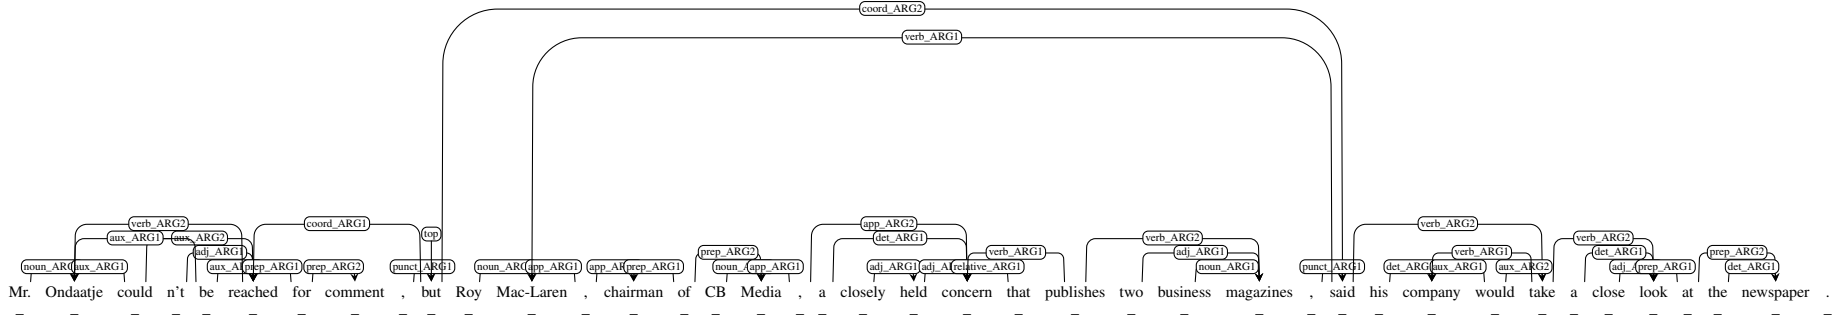 coord_ARG2
verb_ARG1
verb_ARG2 coord_ARG1 app_ARG2 verb_ARG2
aux_ARG1 aux_ARG2 top det_ARG1 verb_ARG2 verb_ARG2
adj_ARG1 prep_ARG2 verb_ARG1 adj_ARG1 verb_ARG1 det_ARG1 prep_ARG2
aux_ARG1 prep_ARG1 prep_ARG2 punct_ARG1 app_ARG1 prep_ARG1 app_ARG1 adj_ARG1 relative_ARG1 noun_ARG1 punct_ARG1 aux_ARG1 aux_ARG2 prep_ARG1 det_ARG1
Mr. Ondaatje could n't be reached for comment , but Roy Mac-Laren , chairman of CB Media , a closely held concern that publishes two business magazines , said his company would take a close look at the newspaper .
_ _ _ _ _ _ _ _ _ _ _ _ _ _ _ _ _ _ _ _ _ _ _ _ _ _ _ _ _ _ _ _ _ _ _ _ _ _ _